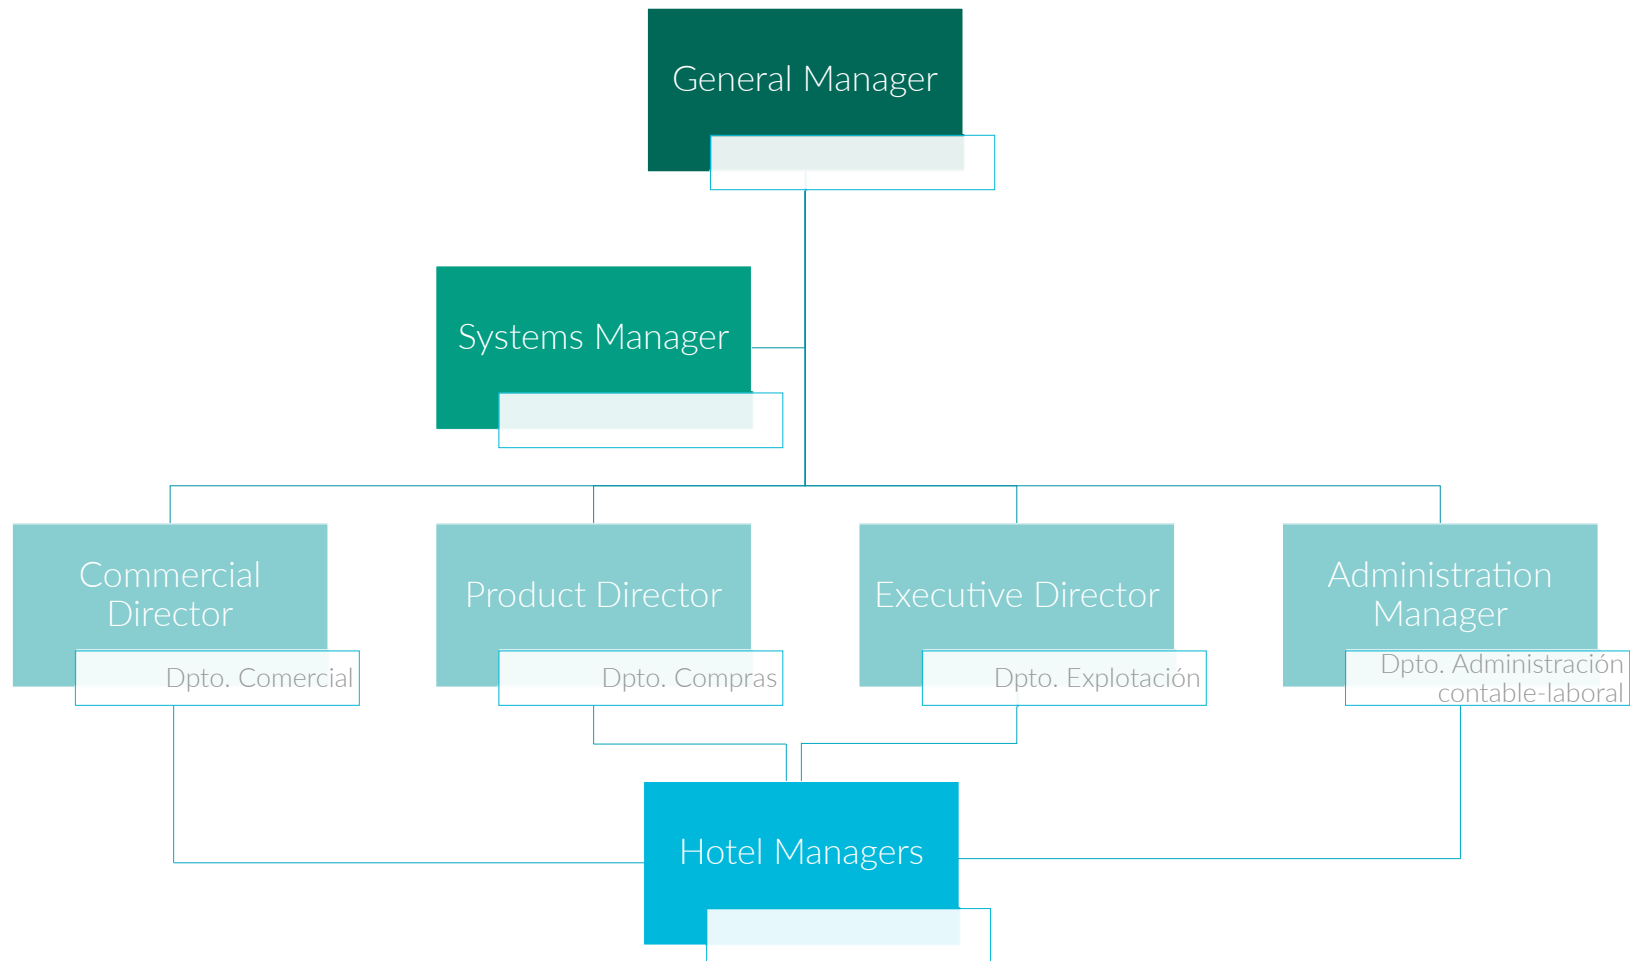 General Manager
Systems Manager
Commercial
Director
Dpto. Comercial
Product Director
Dpto. Compras
Executive Director
Dpto. Explotación
Administration
Manager
Dpto. Administración
contable-laboral
Hotel Managers